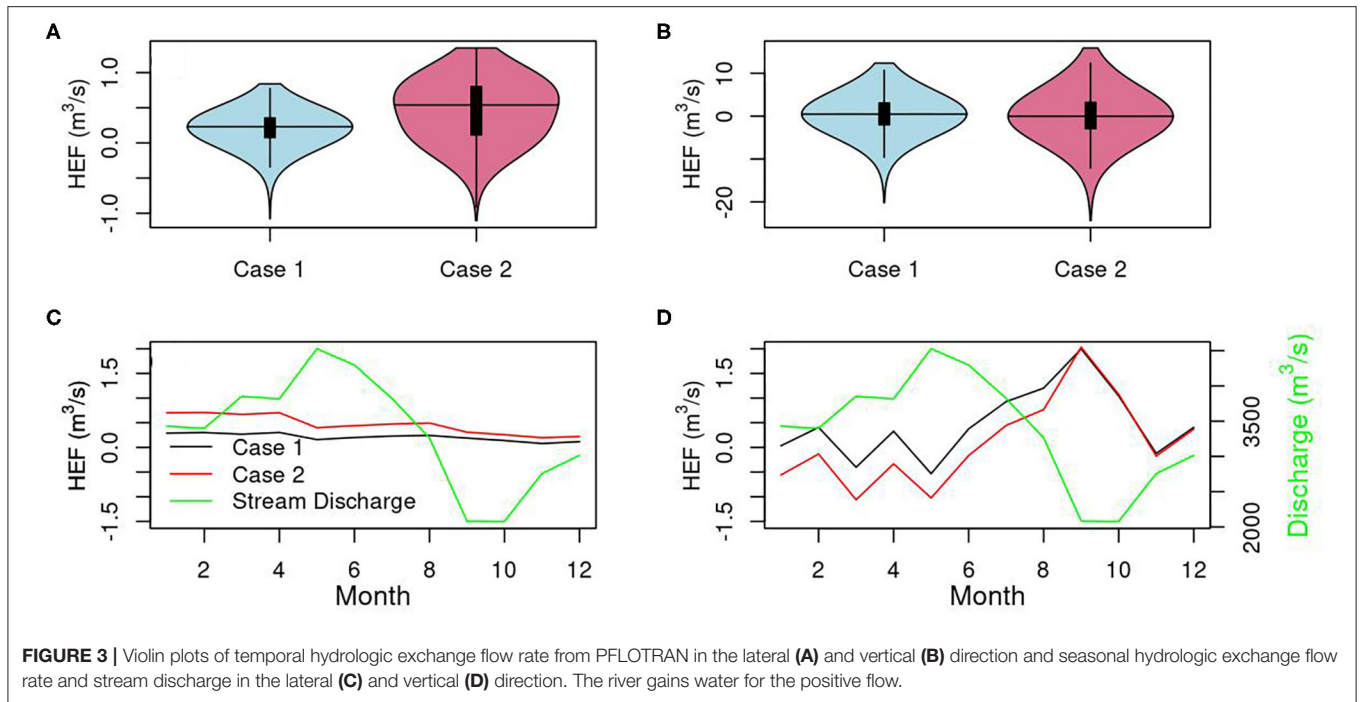 A
B
HEF (m³/s)
1.0
0.0
-1.0
Case 1
Case 2
HEF (m³/s)
10
0
-20
Case 1
Case 2
C
D
HEF (m³/s)
1.5
0.0
-1.5
Case 1
Case 2
Stream Discharge
2
4
6
8
10
12
Month
HEF (m³/s)
1.5
0.0
-1.5
2
4
6
8
10
12
Month
3500
2000
Discharge (m³/s)
FIGURE 3 | Violin plots of temporal hydrologic exchange flow rate from PFLOTRAN in the lateral (A) and vertical (B) direction and seasonal hydrologic exchange flow
rate and stream discharge in the lateral (C) and vertical (D) direction. The river gains water for the positive flow.